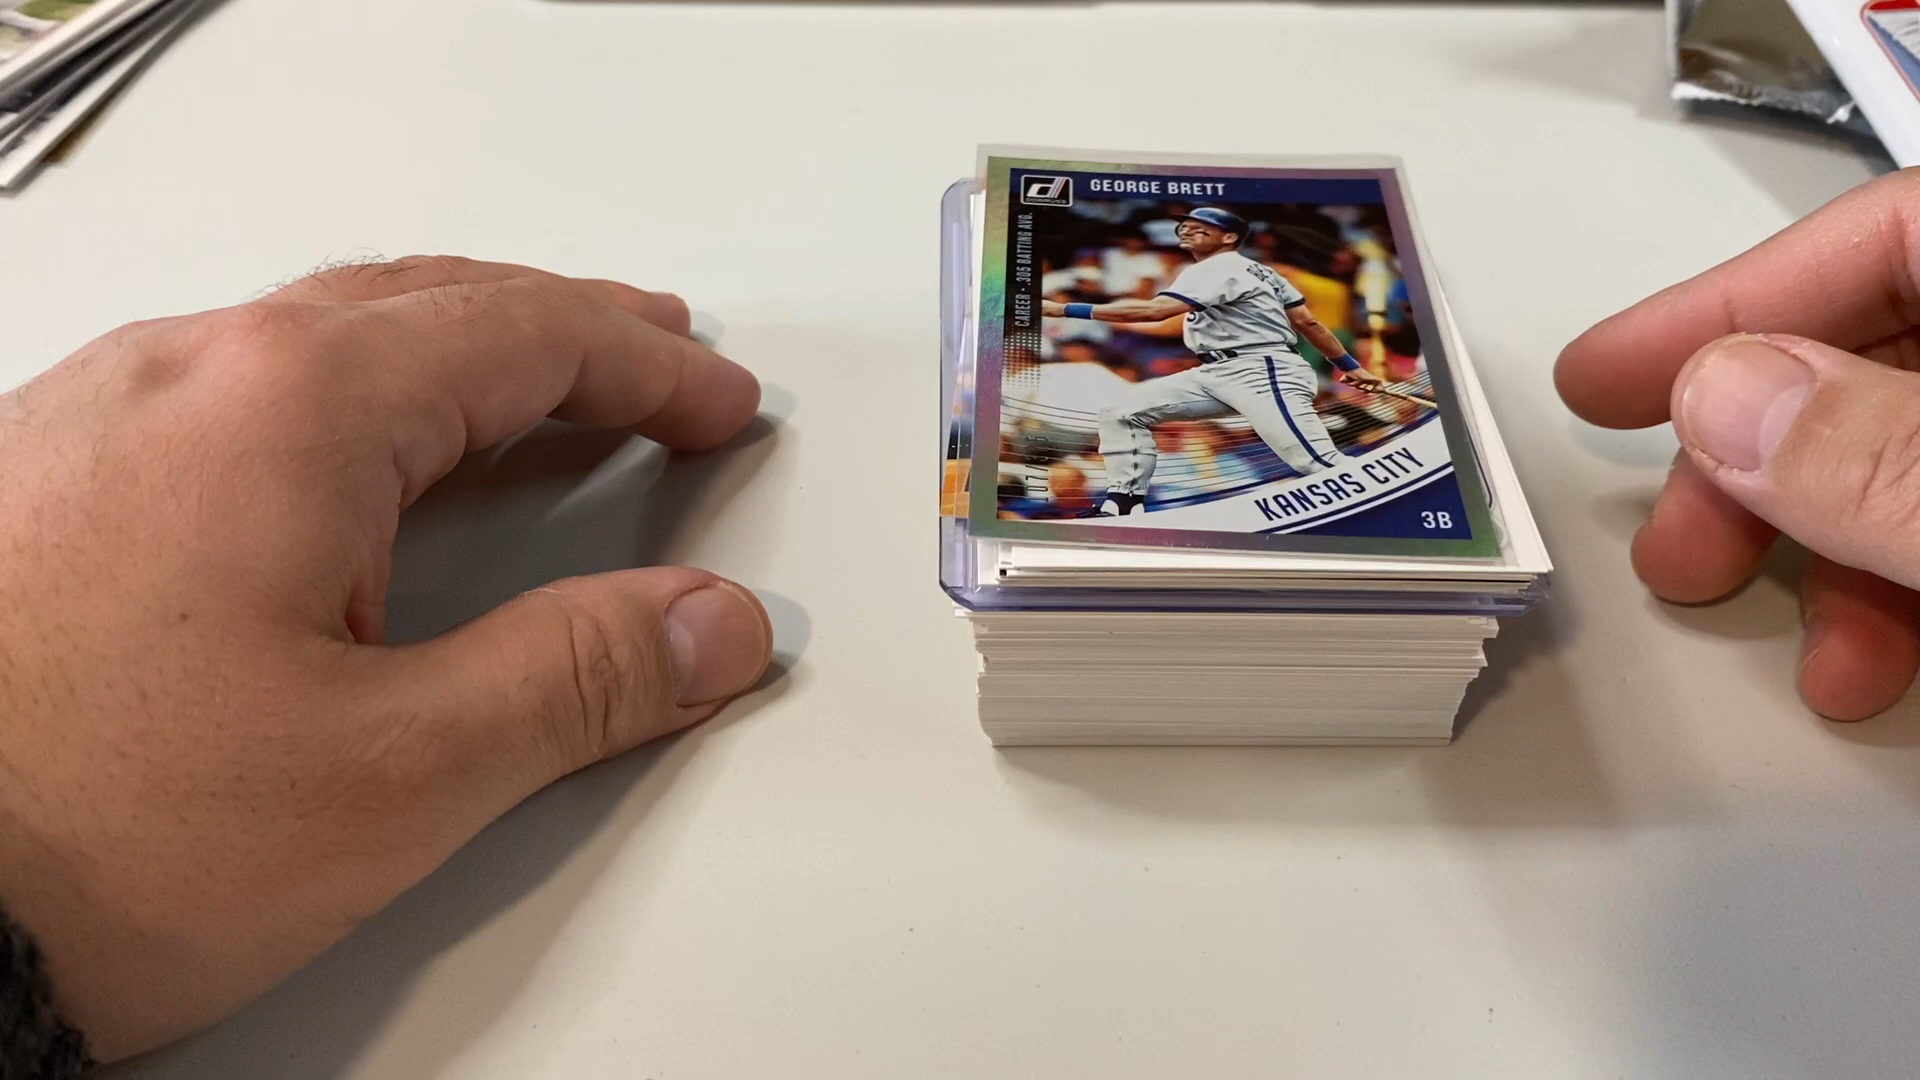 GEORGE BRETT
DONRUSS
CAREER • .305 BATTING AVG.
KANSAS CITY
3B